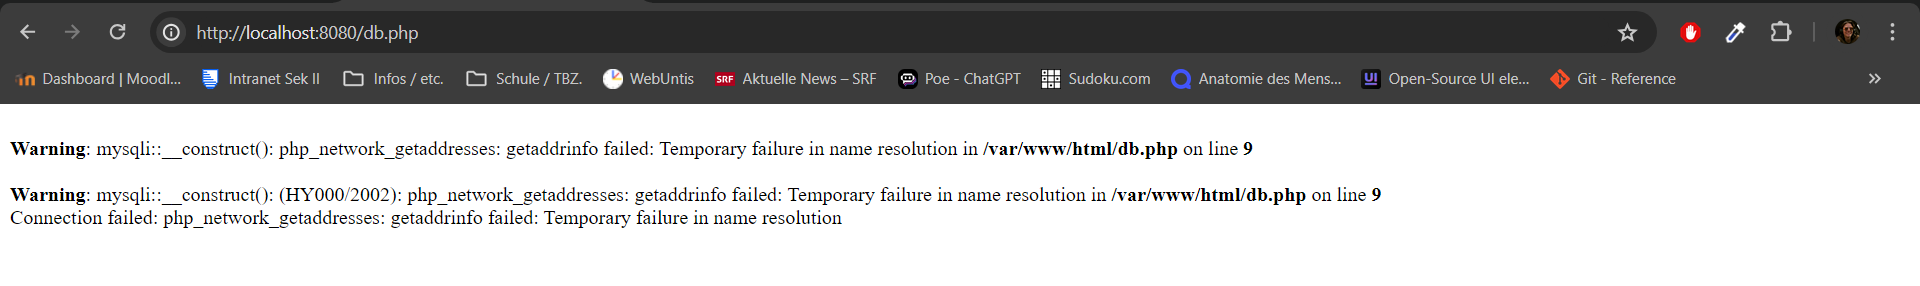 http://localhost:8080/db.php
Dashboard | Moodl... Intranet Sek II Infos / etc. Schule / TBZ. WebUntis SRF Aktuelle News – SRF Poe - ChatGPT Sudoku.com Anatomie des Mens... UI Open-Source UI ele... Git - Reference »
Warning: mysqli::__construct(): php_network_getaddresses: getaddrinfo failed: Temporary failure in name resolution in /var/www/html/db.php on line 9
Warning: mysqli::__construct(): (HY000/2002): php_network_getaddresses: getaddrinfo failed: Temporary failure in name resolution in /var/www/html/db.php on line 9
Connection failed: php_network_getaddresses: getaddrinfo failed: Temporary failure in name resolution